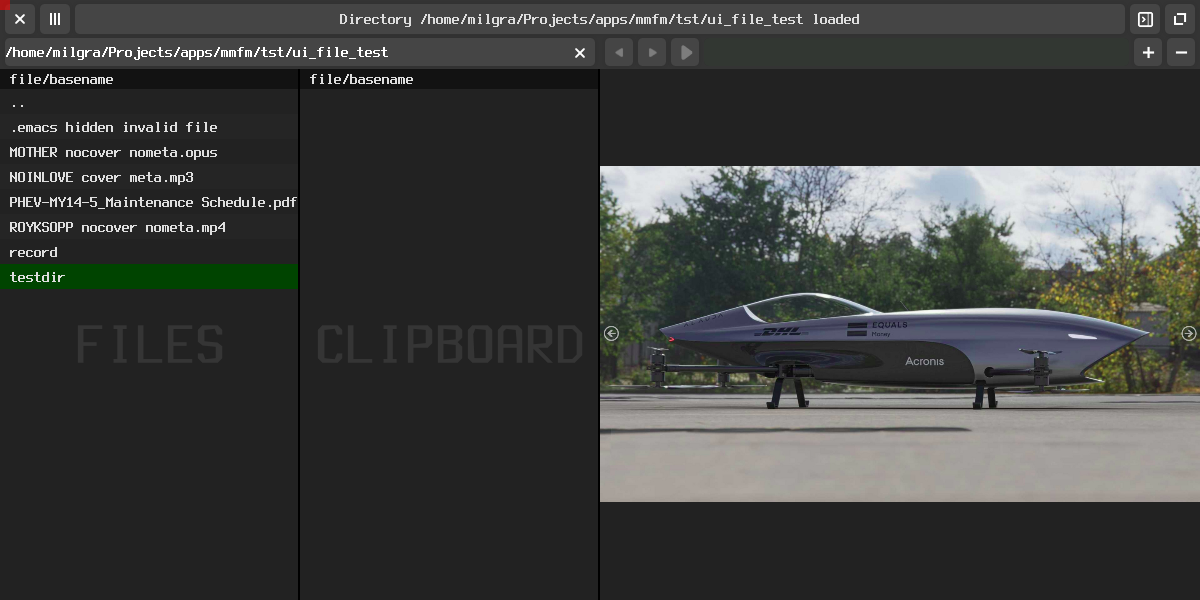 Directory /home/milgra/Projects/apps/mmfm/tst/ui_file_test loaded
/home/milgra/Projects/apps/mmfm/tst/ui_file_test
file/basename
file/basename
..
.emacs hidden invalid file
MOTHER nocover nometa.opus
NOINLOVE cover meta.mp3
PHEV-MY14-5_Maintenance Schedule.pdf
ROYKSOPP nocover nometa.mp4
record
testdir
FILES
CLIPBOARD
DHL
EQUALS
Money
Acronis